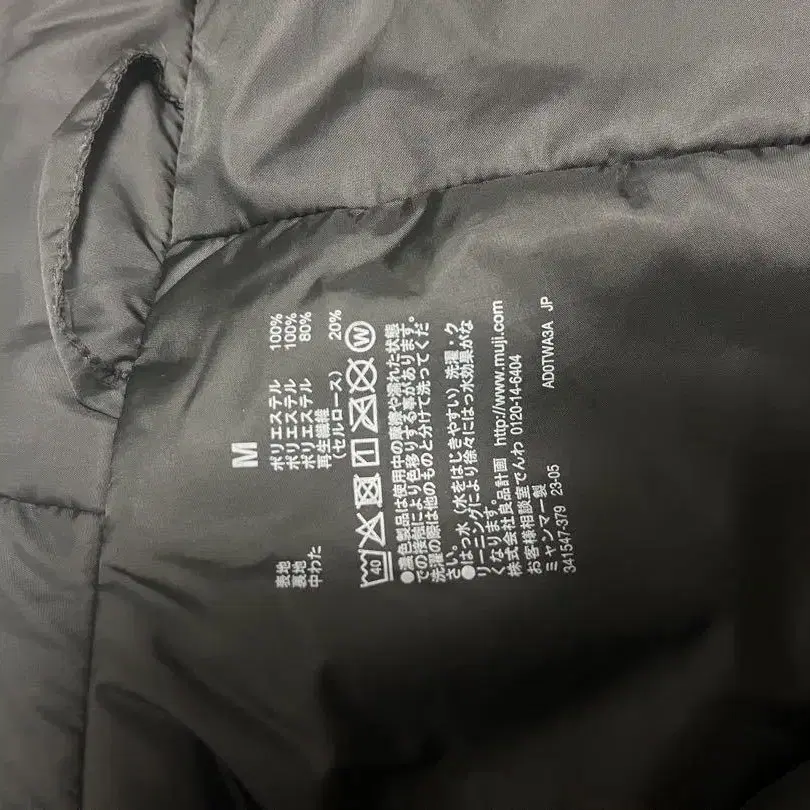 M
表地 ポリエステル 100%
裏地 ポリエステル 100%
中わた ポリエステル 80%
再生繊維 20%
(セルロース)
40 W
●濃色製品は使用中の摩擦や濡れた状態
での接触により色移りする事があります。
洗濯の際は他のものと分けて洗ってくだ
さい。
●はっ水(水をはじきやすい)洗濯・ク
リーニングにより徐々にはっ水効果がな
くなります。
株式会社良品計画 http://www.muji.com
お客様相談室でんわ 0120-14-6404
ミャンマー製 AD0TWA3A JP
341547-379 23-05